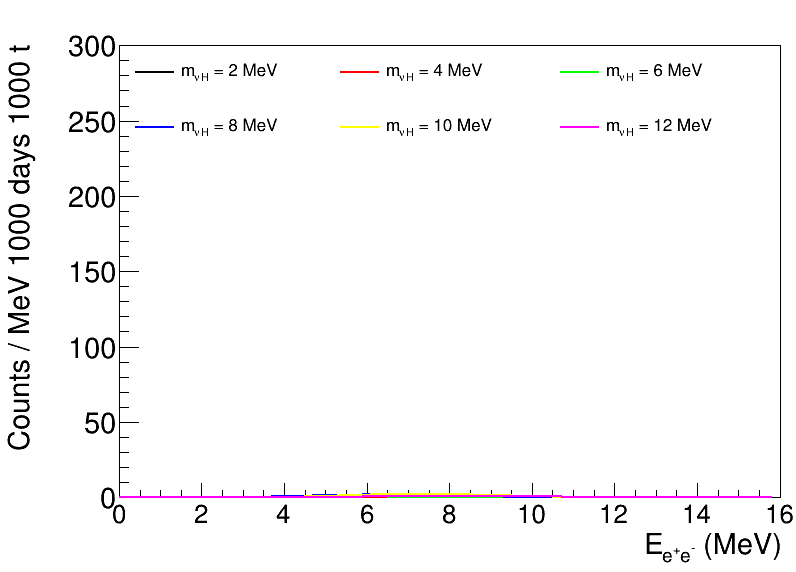 Counts / MeV 1000 days 1000 t
300
250
200
150
100
50
0
m_νH = 2 MeV
m_νH = 4 MeV
m_νH = 6 MeV
m_νH = 8 MeV
m_νH = 10 MeV
m_νH = 12 MeV
0 2 4 6 8 10 12 14 16
E_e⁺e⁻ (MeV)